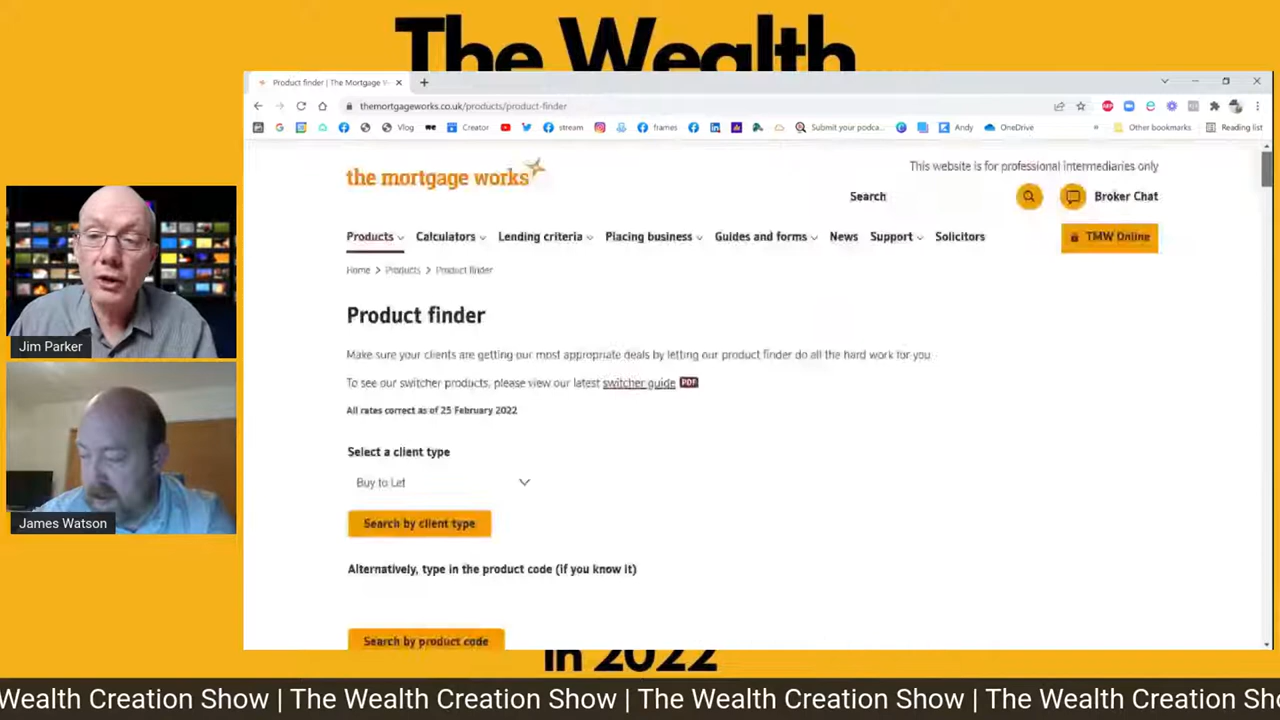 The Wealth
Product finder | The Mortgage W
themortgageworks.co.uk/products/product-finder
Vlog
Creator
stream
frames
Submit your podca...
Andy
OneDrive
Other bookmarks
Reading list
This website is for professional intermediaries only
the mortgage works
Search
Broker Chat
Products
Calculators
Lending criteria
Placing business
Guides and forms
News
Support
Solicitors
TMW Online
Home > Products > Product finder
Product finder
Make sure your clients are getting our most appropriate deals by letting our product finder do all the hard work for you
To see our switcher products, please view our latest switcher guide PDF
All rates correct as of 25 February 2022
Select a client type
Buy to Let
Search by client type
Alternatively, type in the product code (if you know it)
Search by product code
Jim Parker
James Watson
in 2022
Wealth Creation Show | The Wealth Creation Show | The Wealth Creation Show | The Wealth Creation Sho